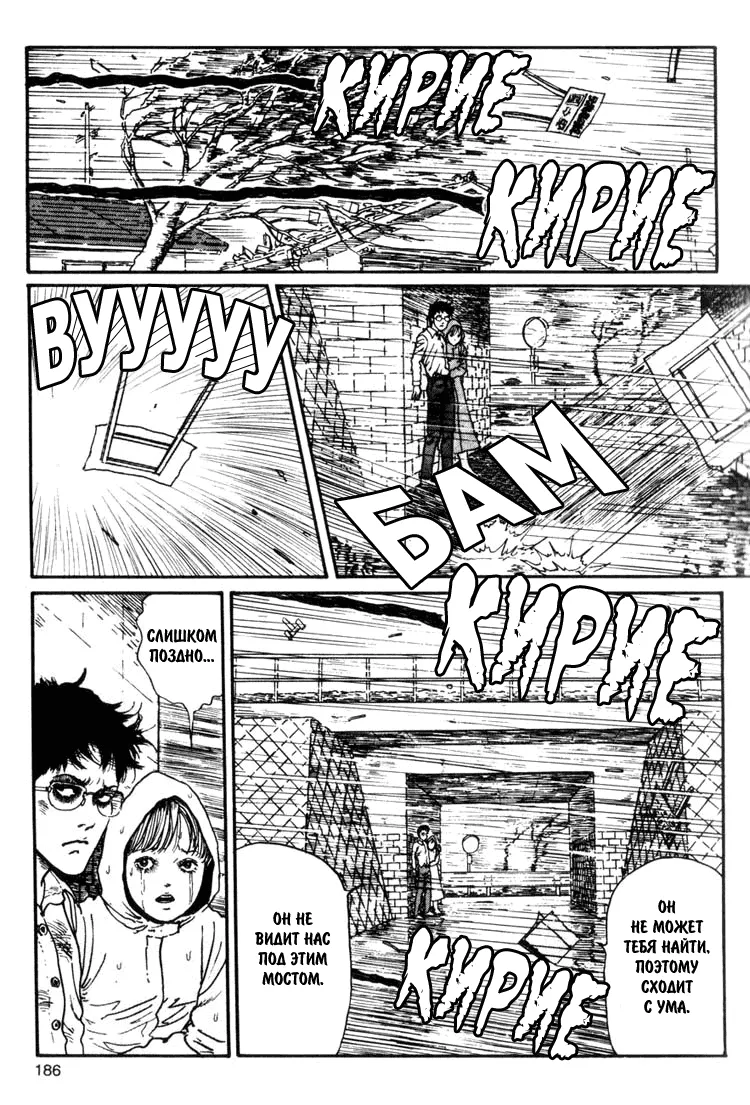 КИРИЕ
КИРИЕ
ВУУУУУ
БАМ
СЛИШКОМ
ПОЗДНО...
КИРИЕ
ОН НЕ
ВИДИТ НАС
ПОД ЭТИМ
МОСТОМ.
ОН
НЕ МОЖЕТ
ТЕБЯ НАЙТИ,
ПОЭТОМУ
СХОДИТ
С УМА.
КИРИЕ
186